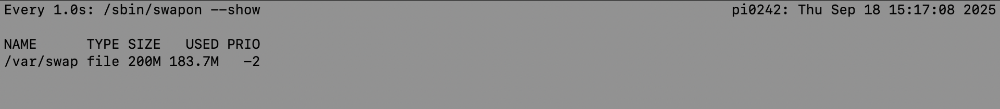 Every 1.0s: /sbin/swapon --show pi0242: Thu Sep 18 15:17:08 2025
NAME      TYPE SIZE   USED PRIO
/var/swap file 200M 183.7M   -2